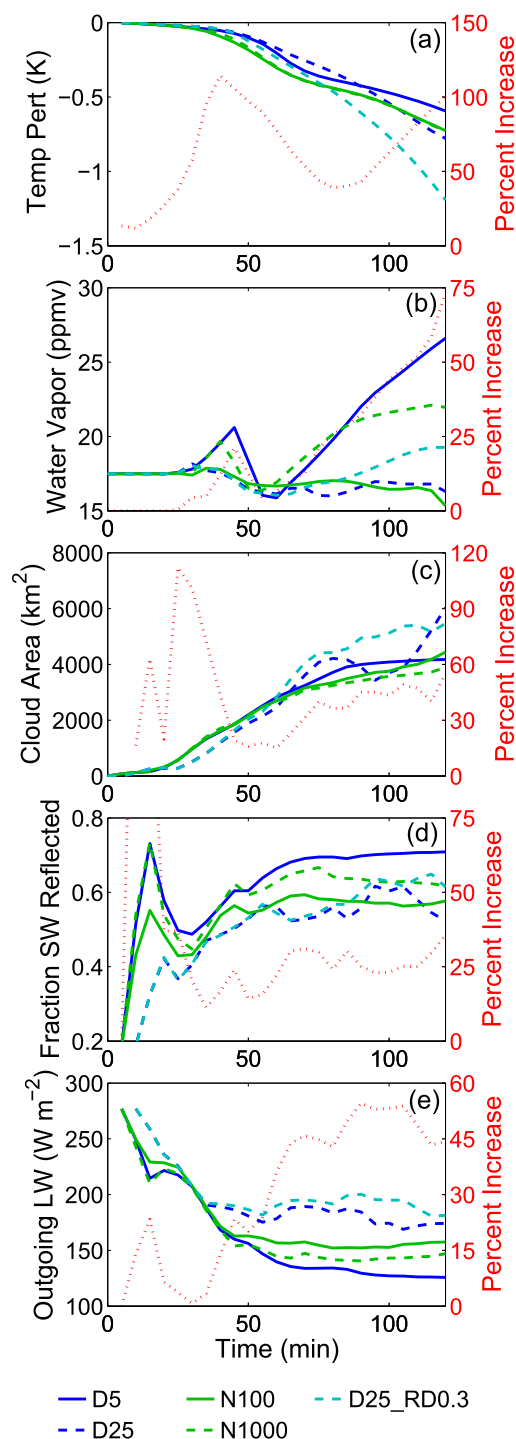 (a)
Temp Pert (K)
0
−0.5
−1
−1.5
0
50
100
150
100
50
0
Percent Increase
(b)
Water Vapor (ppmv)
30
25
20
15
0
50
100
75
50
25
0
Percent Increase
(c)
Cloud Area (km²)
8000
6000
4000
2000
0
0
50
100
120
90
60
30
0
Percent Increase
(d)
Fraction SW Reflected
0.8
0.6
0.4
0.2
0
50
100
75
50
25
0
Percent Increase
(e)
Outgoing LW (W m⁻²)
300
250
200
150
100
0
50
100
60
45
30
15
0
Percent Increase
Time (min)
D5
N100
D25_RD0.3
D25
N1000